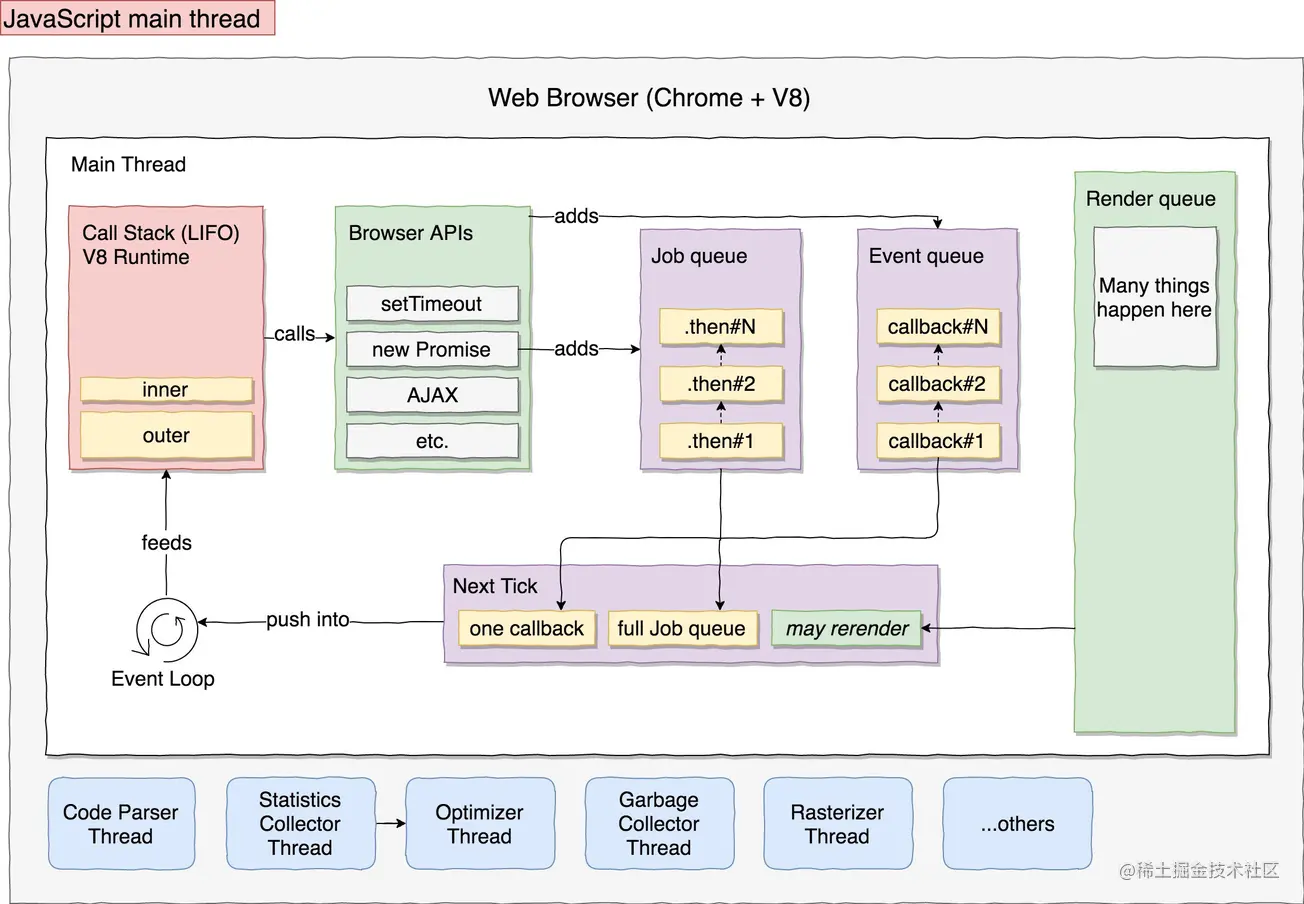 JavaScript main thread
Web Browser (Chrome + V8)
Main Thread
Call Stack (LIFO)
V8 Runtime
inner
outer
calls
Browser APIs
setTimeout
new Promise
AJAX
etc.
adds
adds
Job queue
.then#N
.then#2
.then#1
Event queue
callback#N
callback#2
callback#1
Render queue
Many things
happen here
feeds
Event Loop
push into
Next Tick
one callback
full Job queue
may rerender
Code Parser
Thread
Statistics
Collector
Thread
Optimizer
Thread
Garbage
Collector
Thread
Rasterizer
Thread
...others
@稀土掘金技术社区